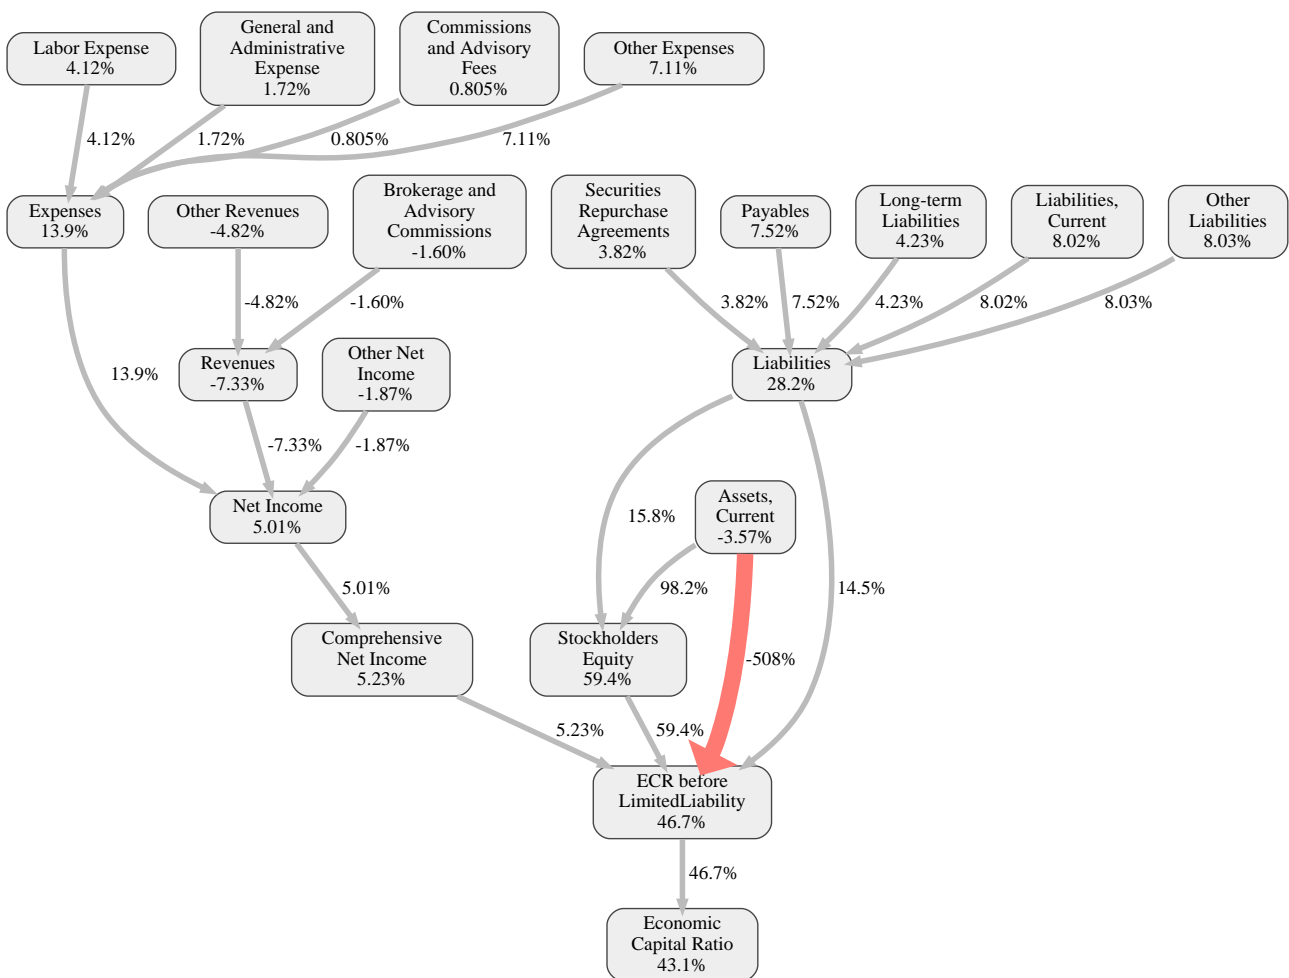 Labor Expense
4.12%
General and
Administrative
Expense
1.72%
Commissions
and Advisory
Fees
0.805%
Other Expenses
7.11%
4.12%
1.72%
0.805%
7.11%
Expenses
13.9%
Other Revenues
-4.82%
Brokerage and
Advisory
Commissions
-1.60%
Securities
Repurchase
Agreements
3.82%
Payables
7.52%
Long-term
Liabilities
4.23%
Liabilities,
Current
8.02%
Other
Liabilities
8.03%
-4.82%
-1.60%
3.82%
7.52%
4.23%
8.02%
8.03%
13.9%
Revenues
-7.33%
Other Net
Income
-1.87%
Liabilities
28.2%
-7.33%
-1.87%
Net Income
5.01%
15.8%
Assets,
Current
-3.57%
5.01%
98.2%
14.5%
Comprehensive
Net Income
5.23%
Stockholders
Equity
59.4%
-508%
5.23%
59.4%
ECR before
LimitedLiability
46.7%
46.7%
Economic
Capital Ratio
43.1%